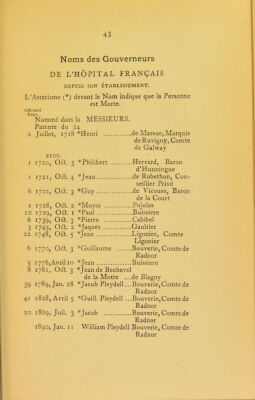 43
Noms des Gouverneurs
DE L'HÔPITAL FRANÇAIS
DEPUIS SON ÉTABLISSEMENT.
L'Asterisme (*) devant le Nom indique que la Personne
est Morte.
Officient
Years.
Nommé dans la MESSIEURS.
Patente du 24
2 Juillet, 1718 *Henri ............de Massue, Marquis
de Ruvigny, Comte
de Galway
ELUS.
1 1720, Oct. 5 *Philibert ........Hervard, Baron
d'Hunningue
1 1721, Oct. 4 *Jean ............de Robethon, Con-
seillier Privé
6 1722, Oct. 3 *Guy ............de Vicouse, Baron
de la Court
1 1728, Oct. 2 *Moyse ............Pujolas
10 1729, Oct. 1 *Paul ............Buissiere
6 1739, Oct. 3 *Pierre ............Cabibel
3 1745, Oct. 2 *Jaques ............Gaultier
22 1748, Oct. 5 *Jean ............Ligonier, Comte
Ligonier
6 1770, Oct. 3 *Guillaume ......Bouverie, Comte de
Radnor
5 1776, Avril 10 *Jean ............Buissiere
8 1781, Oct. 3 *Jean de Bechevel
de la Motte ...de Blagny
39 1789, Jan. 28 *Jacob Pleydell...Bouverie, Comte de
Radnor
41 1828, Avril 5 *Guill. Pleydell ...Bouverie, Comte de
Radnor
20 1869, Juil. 3 *Jacob ............Bouverie, Comte de
Radnor
1890, Jan. 11 William Pleydell Bouverie, Comte de
Radnor